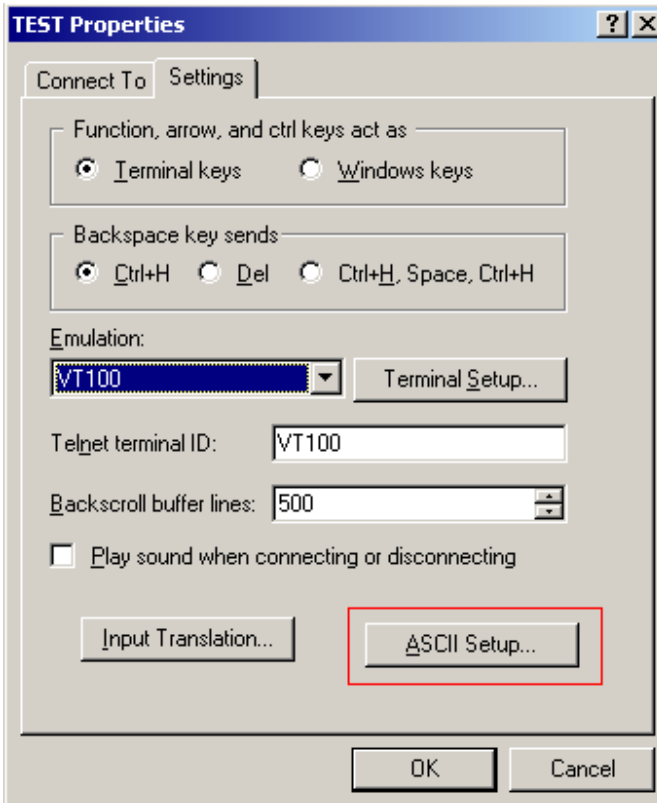 TEST Properties
Connect To Settings
Function, arrow, and ctrl keys act as
Terminal keys Windows keys
Backspace key sends
Ctrl+H Del Ctrl+H, Space, Ctrl+H
Emulation:
VT100 Terminal Setup...
Telnet terminal ID: VT100
Backscroll buffer lines: 500
Play sound when connecting or disconnecting
Input Translation... ASCII Setup...
OK Cancel